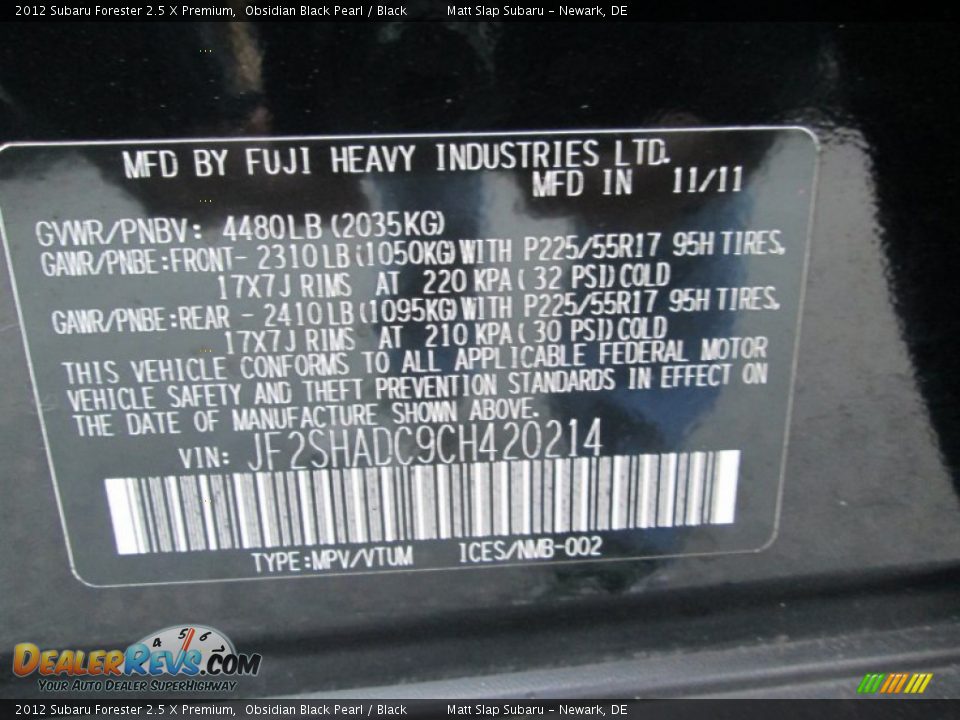 2012 Subaru Forester 2.5 X Premium, Obsidian Black Pearl / Black Matt Slap Subaru - Newark, DE
MFD BY FUJI HEAVY INDUSTRIES LTD.
MFD IN 11/11
GVWR/PNBV: 4480LB (2035KG)
GAWR/PNBE:FRONT- 2310LB (1050KG) WITH P225/55R17 95H TIRES,
17X7J RIMS AT 220 KPA ( 32 PSI) COLD
GAWR/PNBE:REAR - 2410LB (1095KG) WITH P225/55R17 95H TIRES,
17X7J RIMS AT 210 KPA ( 30 PSI) COLD
THIS VEHICLE CONFORMS TO ALL APPLICABLE FEDERAL MOTOR
VEHICLE SAFETY AND THEFT PREVENTION STANDARDS IN EFFECT ON
THE DATE OF MANUFACTURE SHOWN ABOVE.
VIN: JF2SHADC9CH420214
TYPE:MPV/VTUM ICES/NMB-002
4 5 6
DEALERREVS.COM
YOUR AUTO DEALER SUPERHIGHWAY
2012 Subaru Forester 2.5 X Premium, Obsidian Black Pearl / Black Matt Slap Subaru - Newark, DE